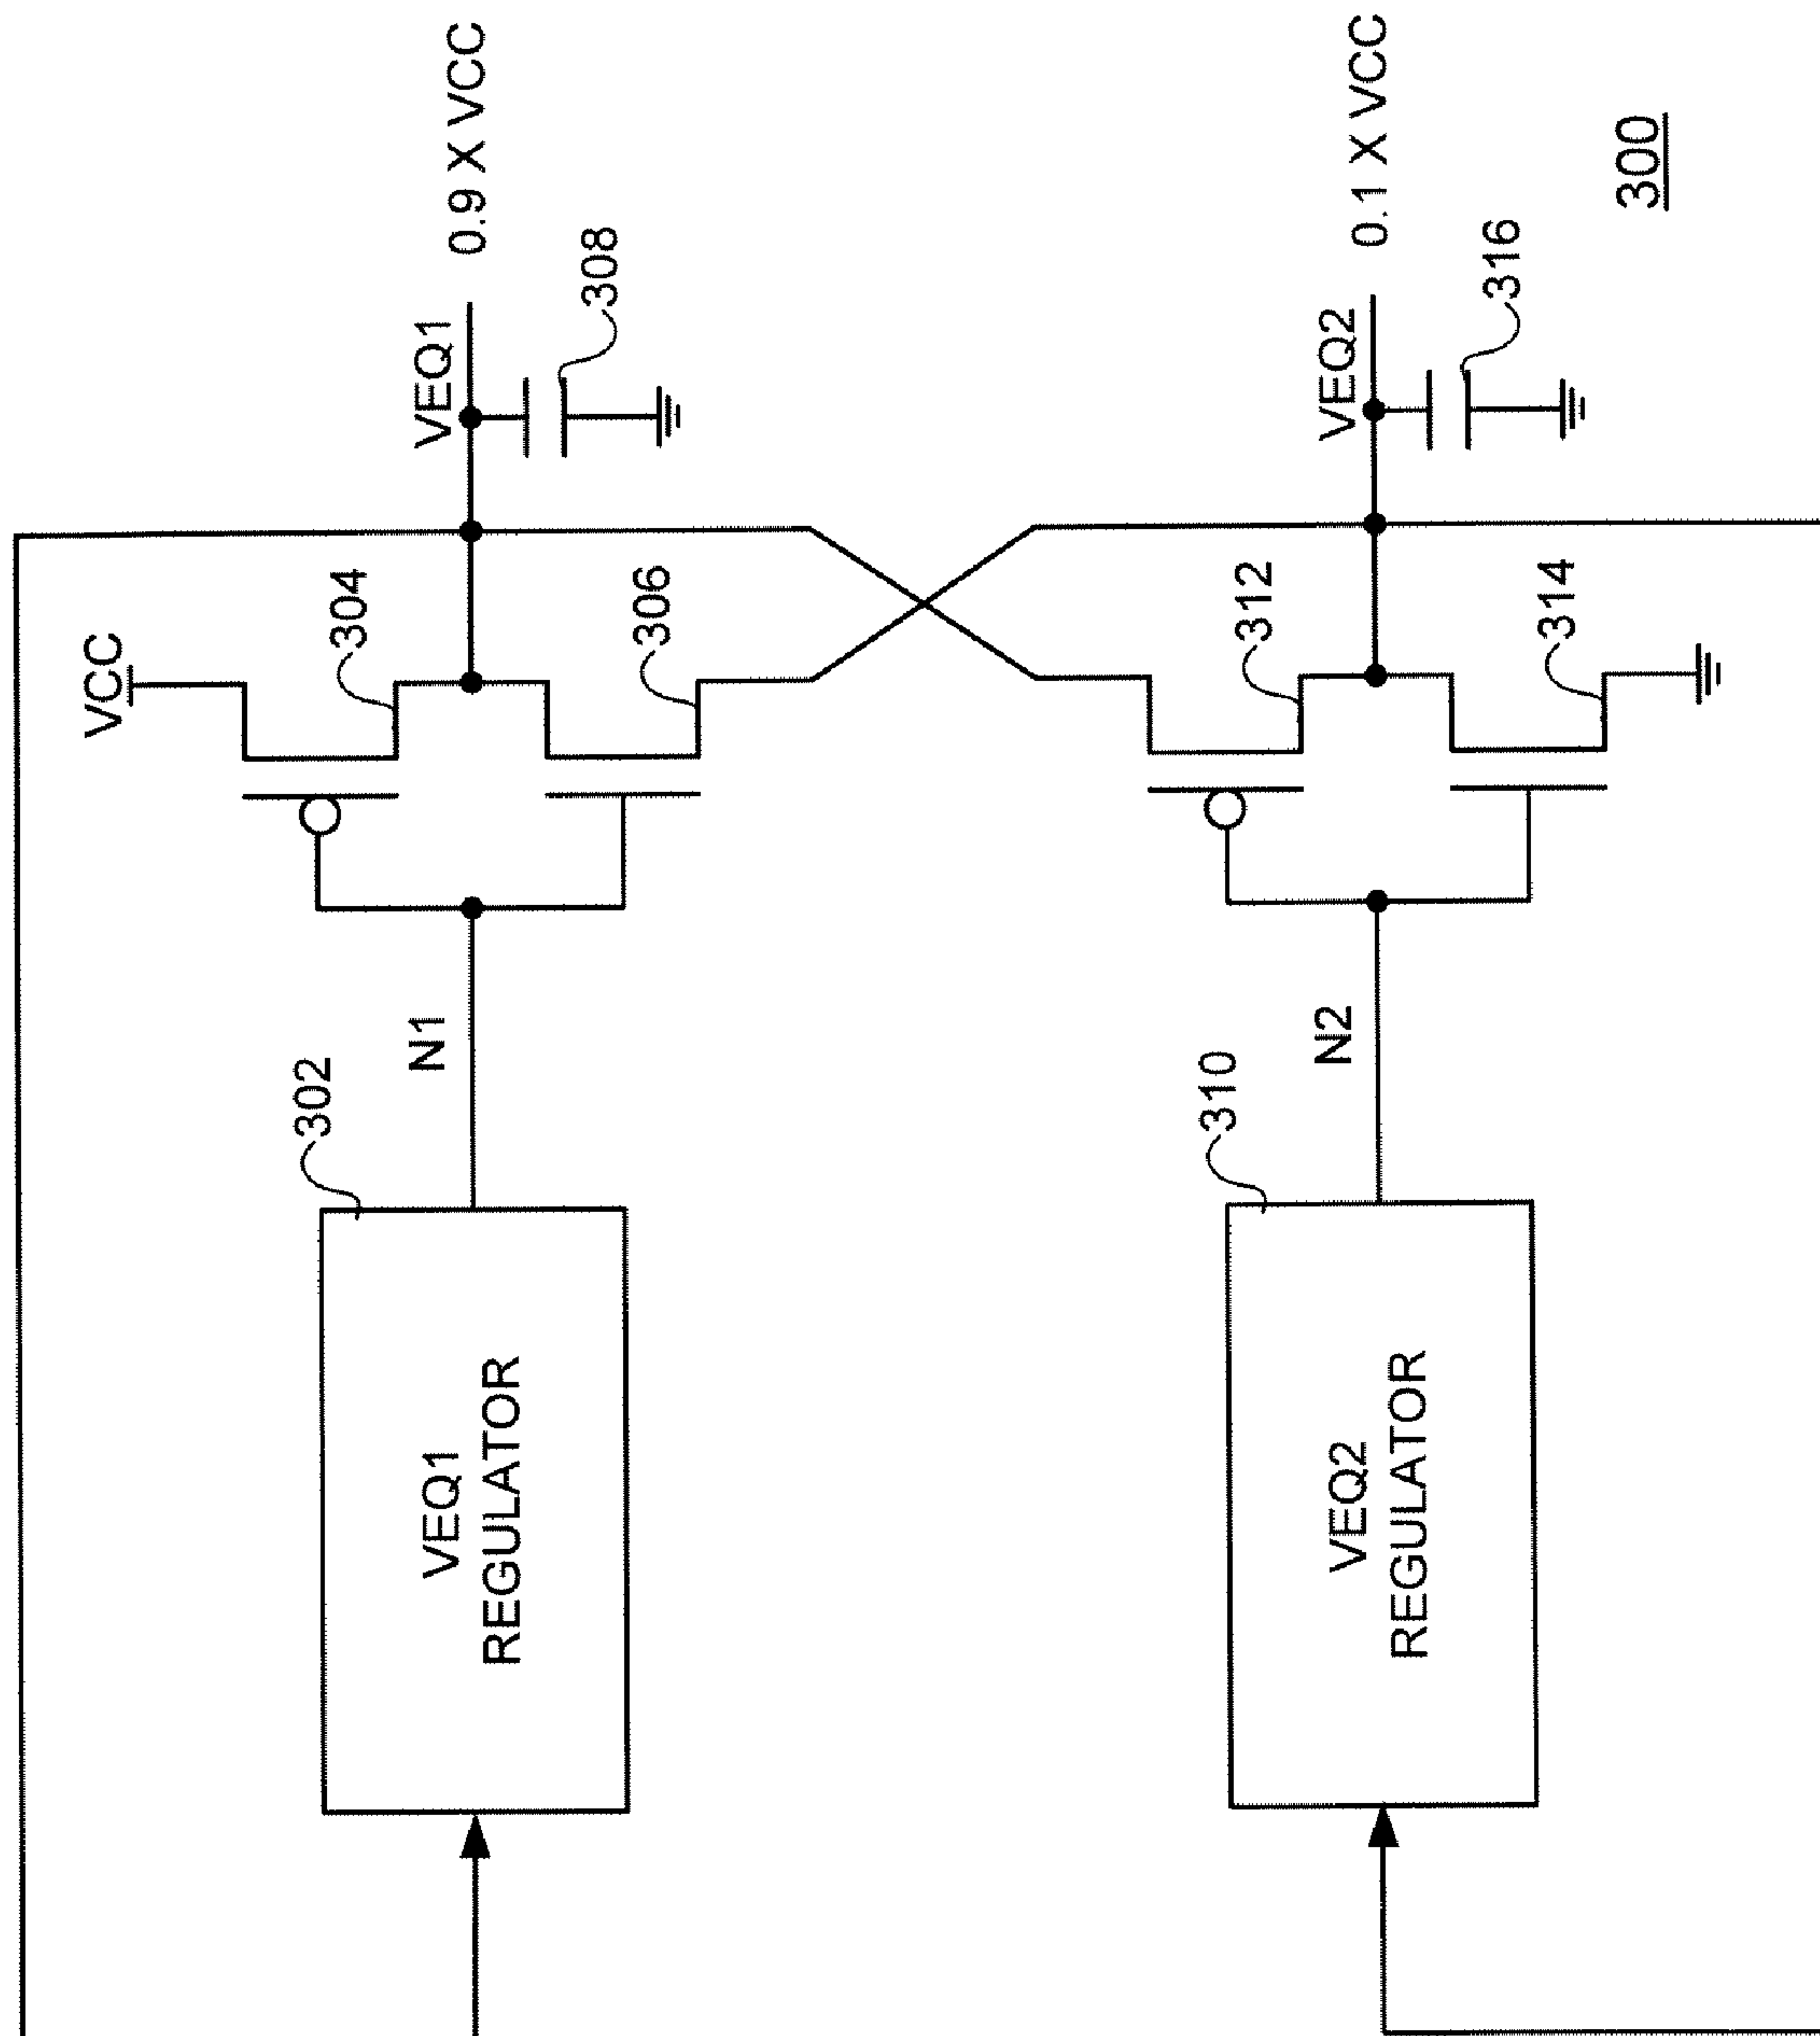 VCC
304
306
302
N1
VEQ1
REGULATOR
VEQ1
0.9 X VCC
308
312
314
310
N2
VEQ2
REGULATOR
VEQ2
0.1 X VCC
316
300